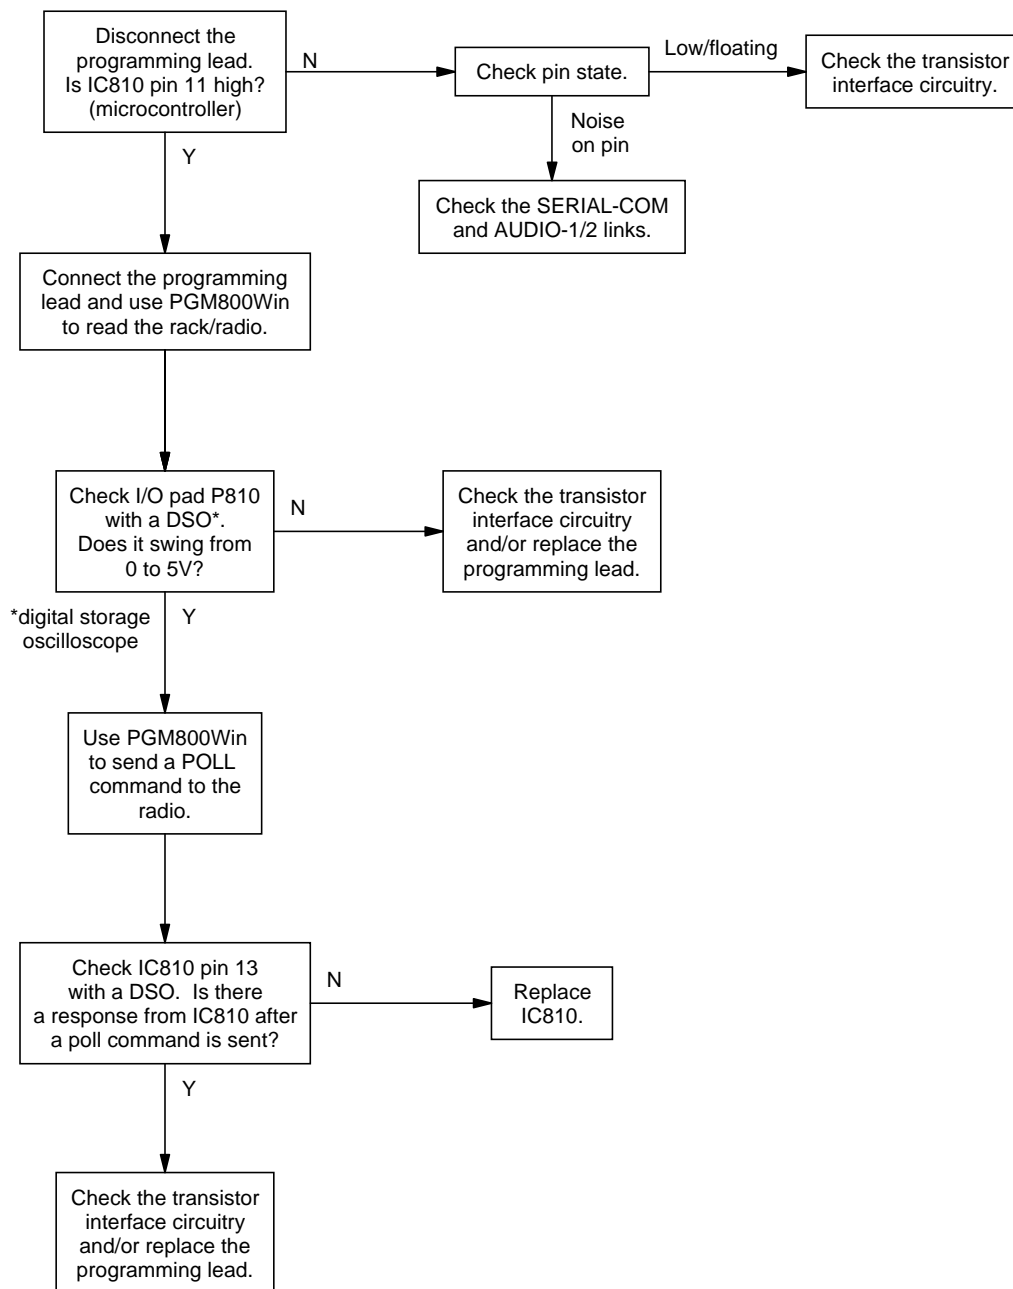 Disconnect the
programming lead.
Is IC810 pin 11 high?
(microcontroller)
N
Check pin state.
Low/floating
Check the transistor
interface circuitry.
Y
Noise
on pin
Check the SERIAL-COM
and AUDIO-1/2 links.
Connect the programming
lead and use PGM800Win
to read the rack/radio.
Check I/O pad P810
with a DSO*.
Does it swing from
0 to 5V?
N
Check the transistor
interface circuitry
and/or replace the
programming lead.
*digital storage
oscilloscope
Y
Use PGM800Win
to send a POLL
command to the
radio.
Check IC810 pin 13
with a DSO.  Is there
a response from IC810 after
a poll command is sent?
N
Replace
IC810.
Y
Check the transistor
interface circuitry
and/or replace the
programming lead.